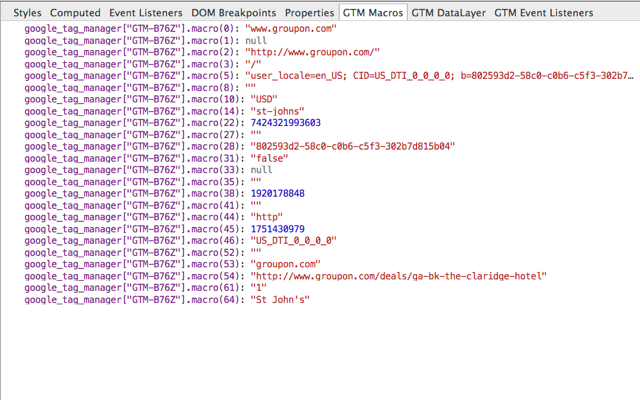 Styles Computed Event Listeners DOM Breakpoints Properties GTM Macros GTM DataLayer GTM Event Listeners
google_tag_manager["GTM-B76Z"].macro(0): "www.groupon.com"
google_tag_manager["GTM-B76Z"].macro(1): null
google_tag_manager["GTM-B76Z"].macro(2): "http://www.groupon.com/"
google_tag_manager["GTM-B76Z"].macro(3): "/"
google_tag_manager["GTM-B76Z"].macro(5): "user_locale=en_US; CID=US_DTI_0_0_0_0; b=802593d2-58c0-c0b6-c5f3-302b7…
google_tag_manager["GTM-B76Z"].macro(8): ""
google_tag_manager["GTM-B76Z"].macro(10): "USD"
google_tag_manager["GTM-B76Z"].macro(14): "st-johns"
google_tag_manager["GTM-B76Z"].macro(22): 7424321993603
google_tag_manager["GTM-B76Z"].macro(27): ""
google_tag_manager["GTM-B76Z"].macro(28): "802593d2-58c0-c0b6-c5f3-302b7d815b04"
google_tag_manager["GTM-B76Z"].macro(31): "false"
google_tag_manager["GTM-B76Z"].macro(33): null
google_tag_manager["GTM-B76Z"].macro(35): ""
google_tag_manager["GTM-B76Z"].macro(38): 1920178848
google_tag_manager["GTM-B76Z"].macro(41): ""
google_tag_manager["GTM-B76Z"].macro(44): "http"
google_tag_manager["GTM-B76Z"].macro(45): 1751430979
google_tag_manager["GTM-B76Z"].macro(46): "US_DTI_0_0_0_0"
google_tag_manager["GTM-B76Z"].macro(52): ""
google_tag_manager["GTM-B76Z"].macro(53): "groupon.com"
google_tag_manager["GTM-B76Z"].macro(54): "http://www.groupon.com/deals/ga-bk-the-claridge-hotel"
google_tag_manager["GTM-B76Z"].macro(61): "1"
google_tag_manager["GTM-B76Z"].macro(64): "St John's"